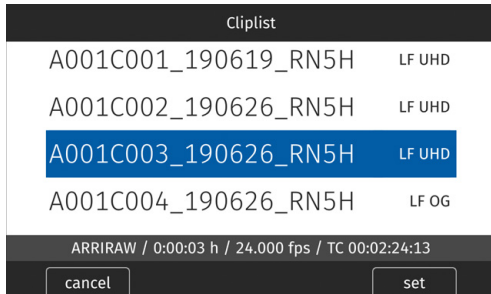 Cliplist
A001C001_190619_RN5H LF UHD
A001C002_190626_RN5H LF UHD
A001C003_190626_RN5H LF UHD
A001C004_190626_RN5H LF OG
ARRIRAW / 0:00:03 h / 24.000 fps / TC 00:02:24:13
cancel set